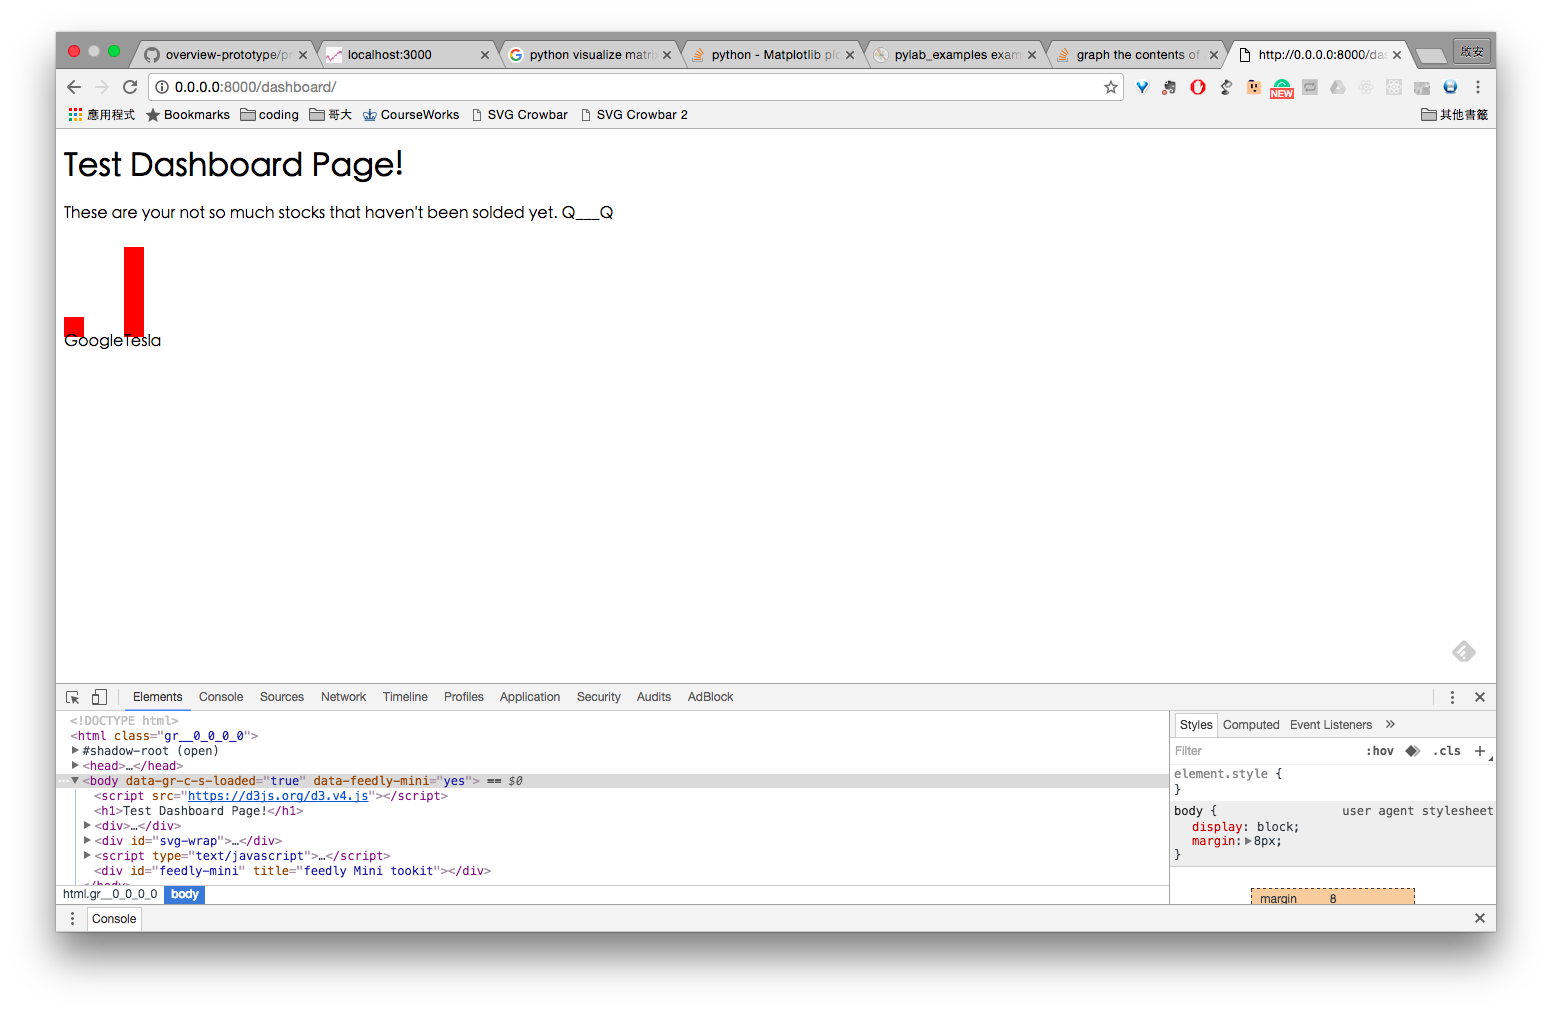 overview-prototype/pr
localhost:3000
python visualize matri
python - Matplotlib plo
pylab_examples exam
graph the contents of
http://0.0.0.0:8000/das
啟安
0.0.0.0:8000/dashboard/
NEW
應用程式
Bookmarks
coding
哥大
CourseWorks
SVG Crowbar
SVG Crowbar 2
其他書籤
Test Dashboard Page!
These are your not so much stocks that haven't been solded yet. Q___Q
GoogleTesla
Elements Console Sources Network Timeline Profiles Application Security Audits AdBlock
<!DOCTYPE html>
<html class="gr__0_0_0_0">
#shadow-root (open)
<head>…</head>
…<body data-gr-c-s-loaded="true" data-feedly-mini="yes"> == $0
<script src="https://d3js.org/d3.v4.js"></script>
<h1>Test Dashboard Page!</h1>
<div>…</div>
<div id="svg-wrap">…</div>
<script type="text/javascript">…</script>
<div id="feedly-mini" title="feedly Mini tookit"></div>
</body>
html.gr__0_0_0_0 body
Styles Computed Event Listeners »
Filter :hov .cls +
element.style {
}
body { user agent stylesheet
display: block;
margin: 8px;
}
margin 8
Console